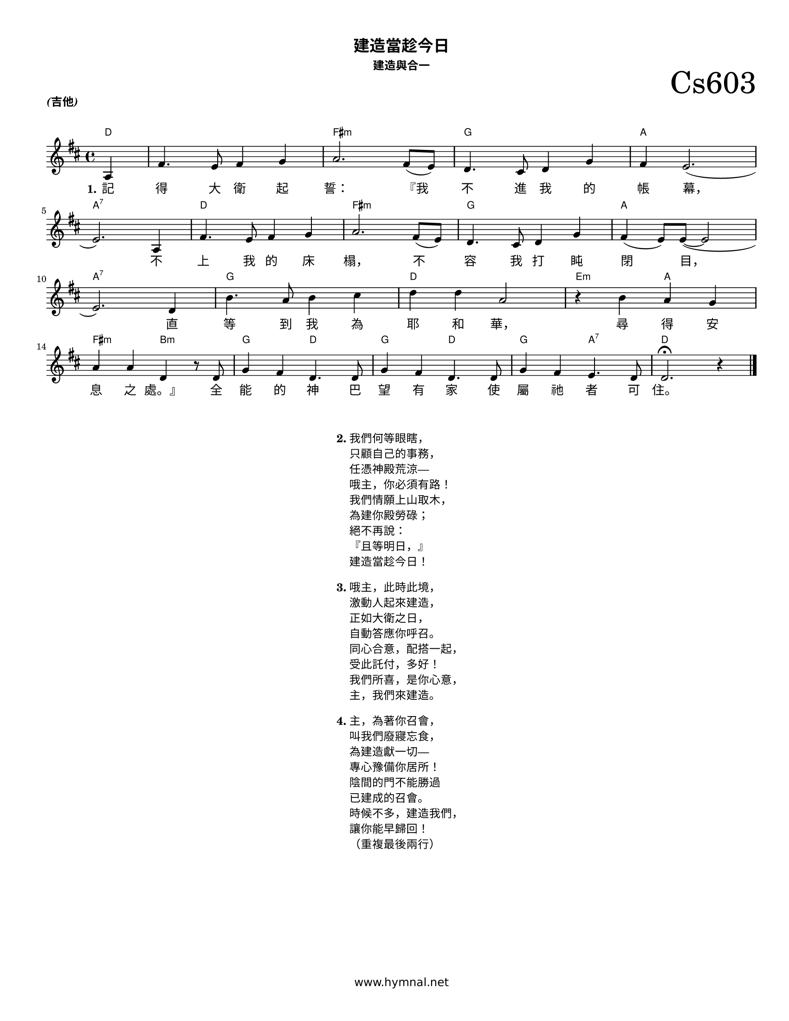 建造當趁今日
建造與合一
Cs603
(吉他)
D F♯m G A
1. 記 得 大 衛 起 誓： 『我 不 進 我 的 帳 幕，
5 A7 D F♯m G A
不 上 我 的 床 榻， 不 容 我 打 盹 閉 目，
10 A7 G D Em A
直 等 到 我 為 耶 和 華， 尋 得 安
14 F♯m Bm G D G D G A7 D
息 之 處。』 全 能 的 神 巴 望 有 家 使 屬 祂 者 可 住。
2. 我們何等眼瞎，
只顧自己的事務，
任憑神殿荒涼—
哦主，你必須有路！
我們情願上山取木，
為建你殿勞碌；
絕不再說：
『且等明日，』
建造當趁今日！
3. 哦主，此時此境，
激動人起來建造，
正如大衛之日，
自動答應你呼召。
同心合意，配搭一起，
受此託付，多好！
我們所喜，是你心意，
主，我們來建造。
4. 主，為著你召會，
叫我們廢寢忘食，
為建造獻一切—
專心豫備你居所！
陰間的門不能勝過
已建成的召會。
時候不多，建造我們，
讓你能早歸回！
（重複最後兩行）
www.hymnal.net